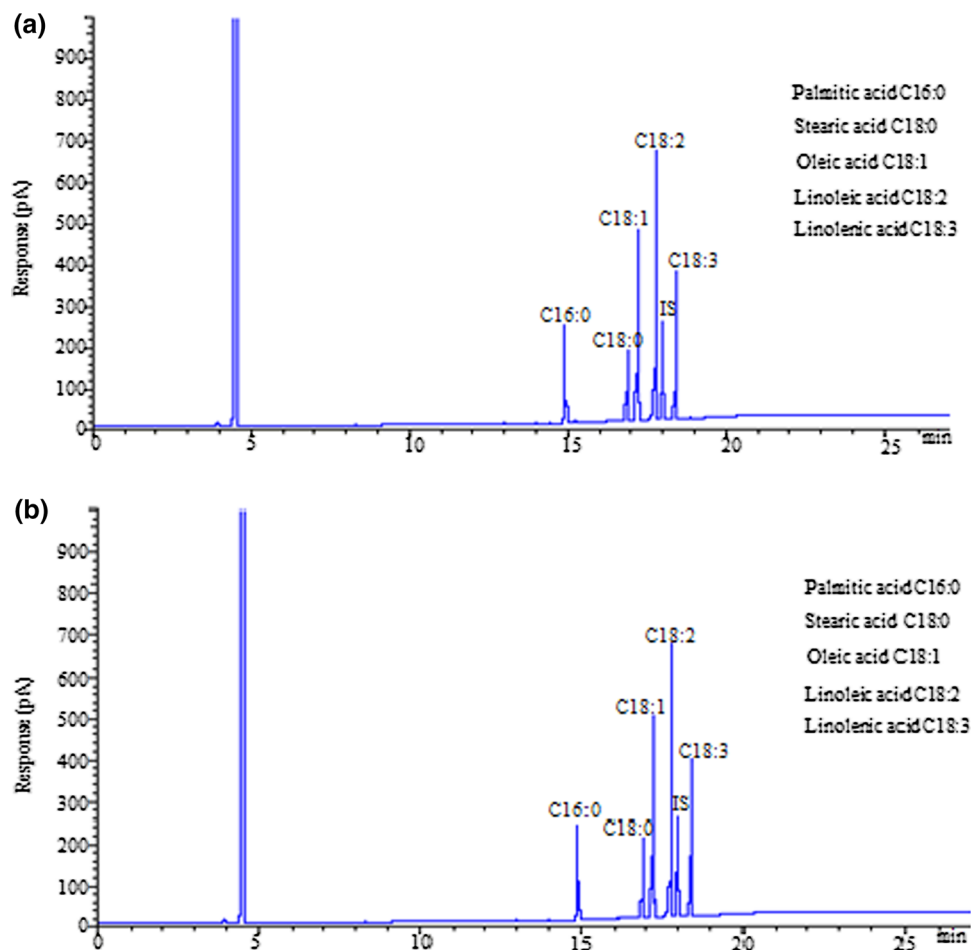 (a)
Response (pA)
900
800
700
600
500
400
300
200
100
0
0
5
10
15
20
25
min
C16:0
C18:0
C18:1
C18:2
IS
C18:3
Palmitic acid C16:0
Stearic acid C18:0
Oleic acid C18:1
Linoleic acid C18:2
Linolenic acid C18:3
(b)
Response (pA)
900
800
700
600
500
400
300
200
100
0
0
5
10
15
20
25
min
C16:0
C18:0
C18:1
C18:2
IS
C18:3
Palmitic acid C16:0
Stearic acid C18:0
Oleic acid C18:1
Linoleic acid C18:2
Linolenic acid C18:3